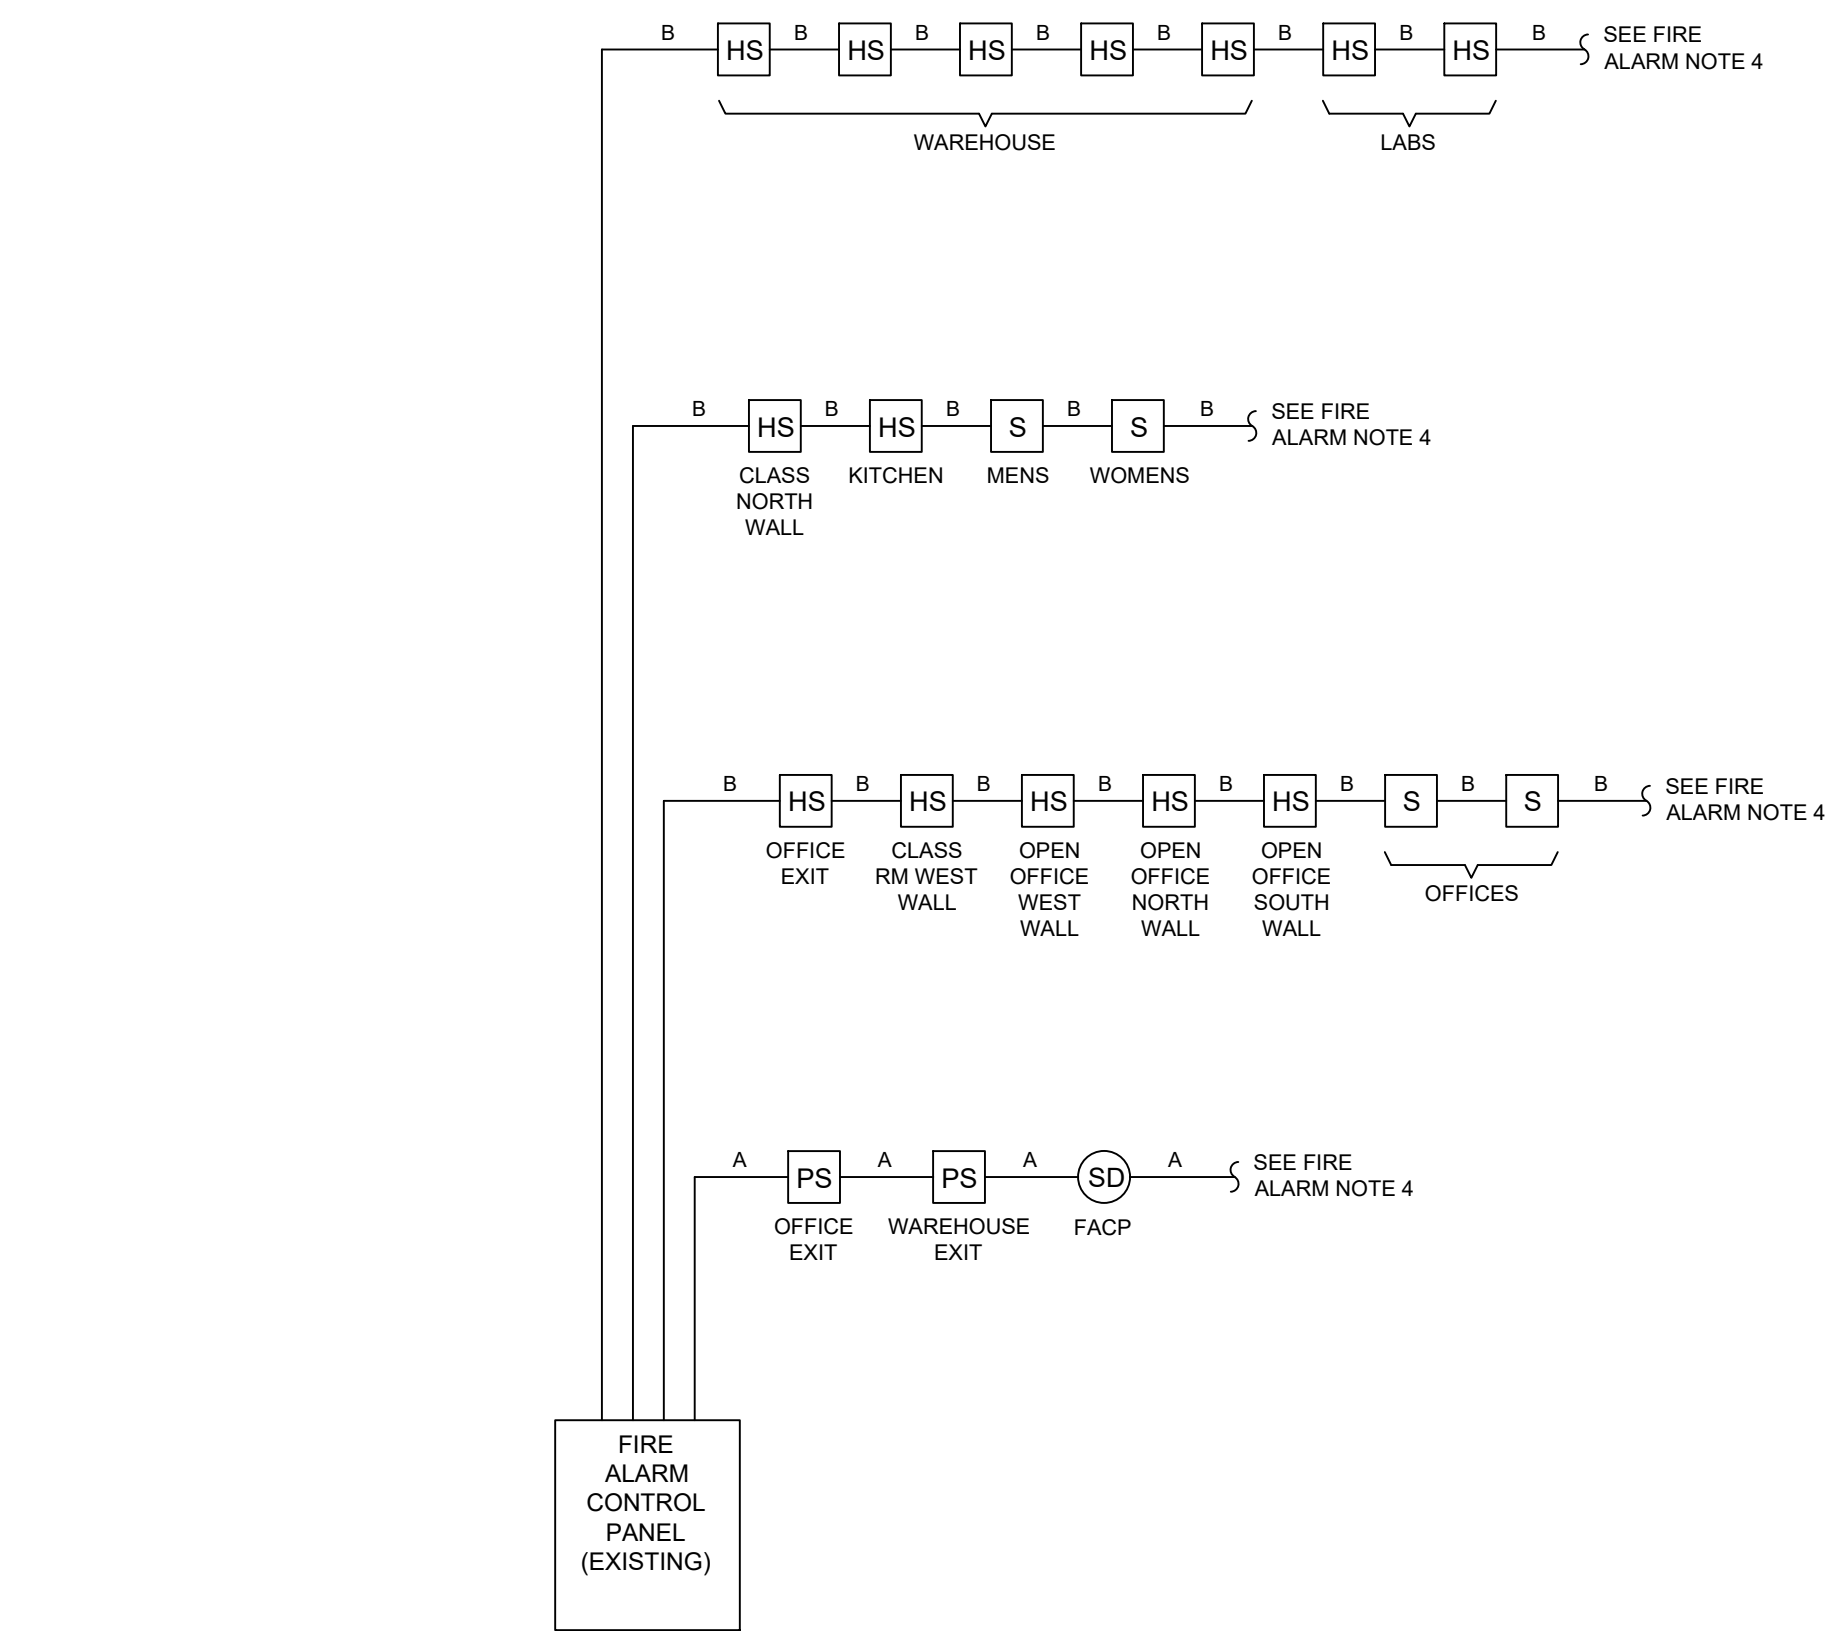 B B B B B B B B
HS HS HS HS HS HS HS
SEE FIRE
ALARM NOTE 4
WAREHOUSE
LABS
B B B B B
HS HS S S
SEE FIRE
ALARM NOTE 4
CLASS
NORTH
WALL
KITCHEN
MENS
WOMENS
B B B B B B B B
HS HS HS HS HS S S
SEE FIRE
ALARM NOTE 4
OFFICE
EXIT
CLASS
RM WEST
WALL
OPEN
OFFICE
WEST
WALL
OPEN
OFFICE
NORTH
WALL
OPEN
OFFICE
SOUTH
WALL
OFFICES
A A A A
PS PS SD
SEE FIRE
ALARM NOTE 4
OFFICE
EXIT
WAREHOUSE
EXIT
FACP
FIRE
ALARM
CONTROL
PANEL
(EXISTING)